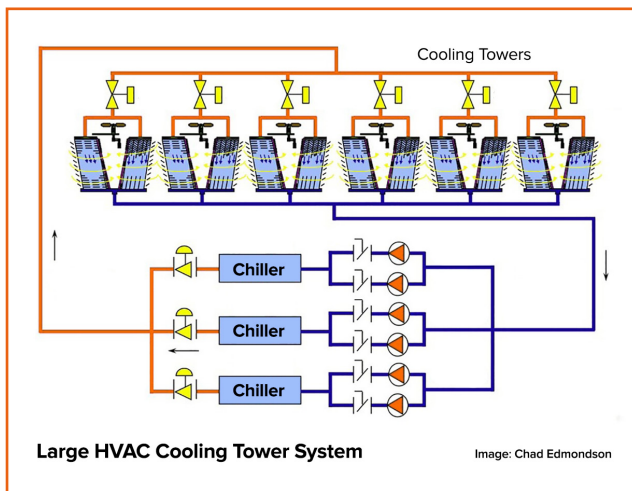 Cooling Towers
Chiller
Chiller
Chiller
Large HVAC Cooling Tower System
Image: Chad Edmondson